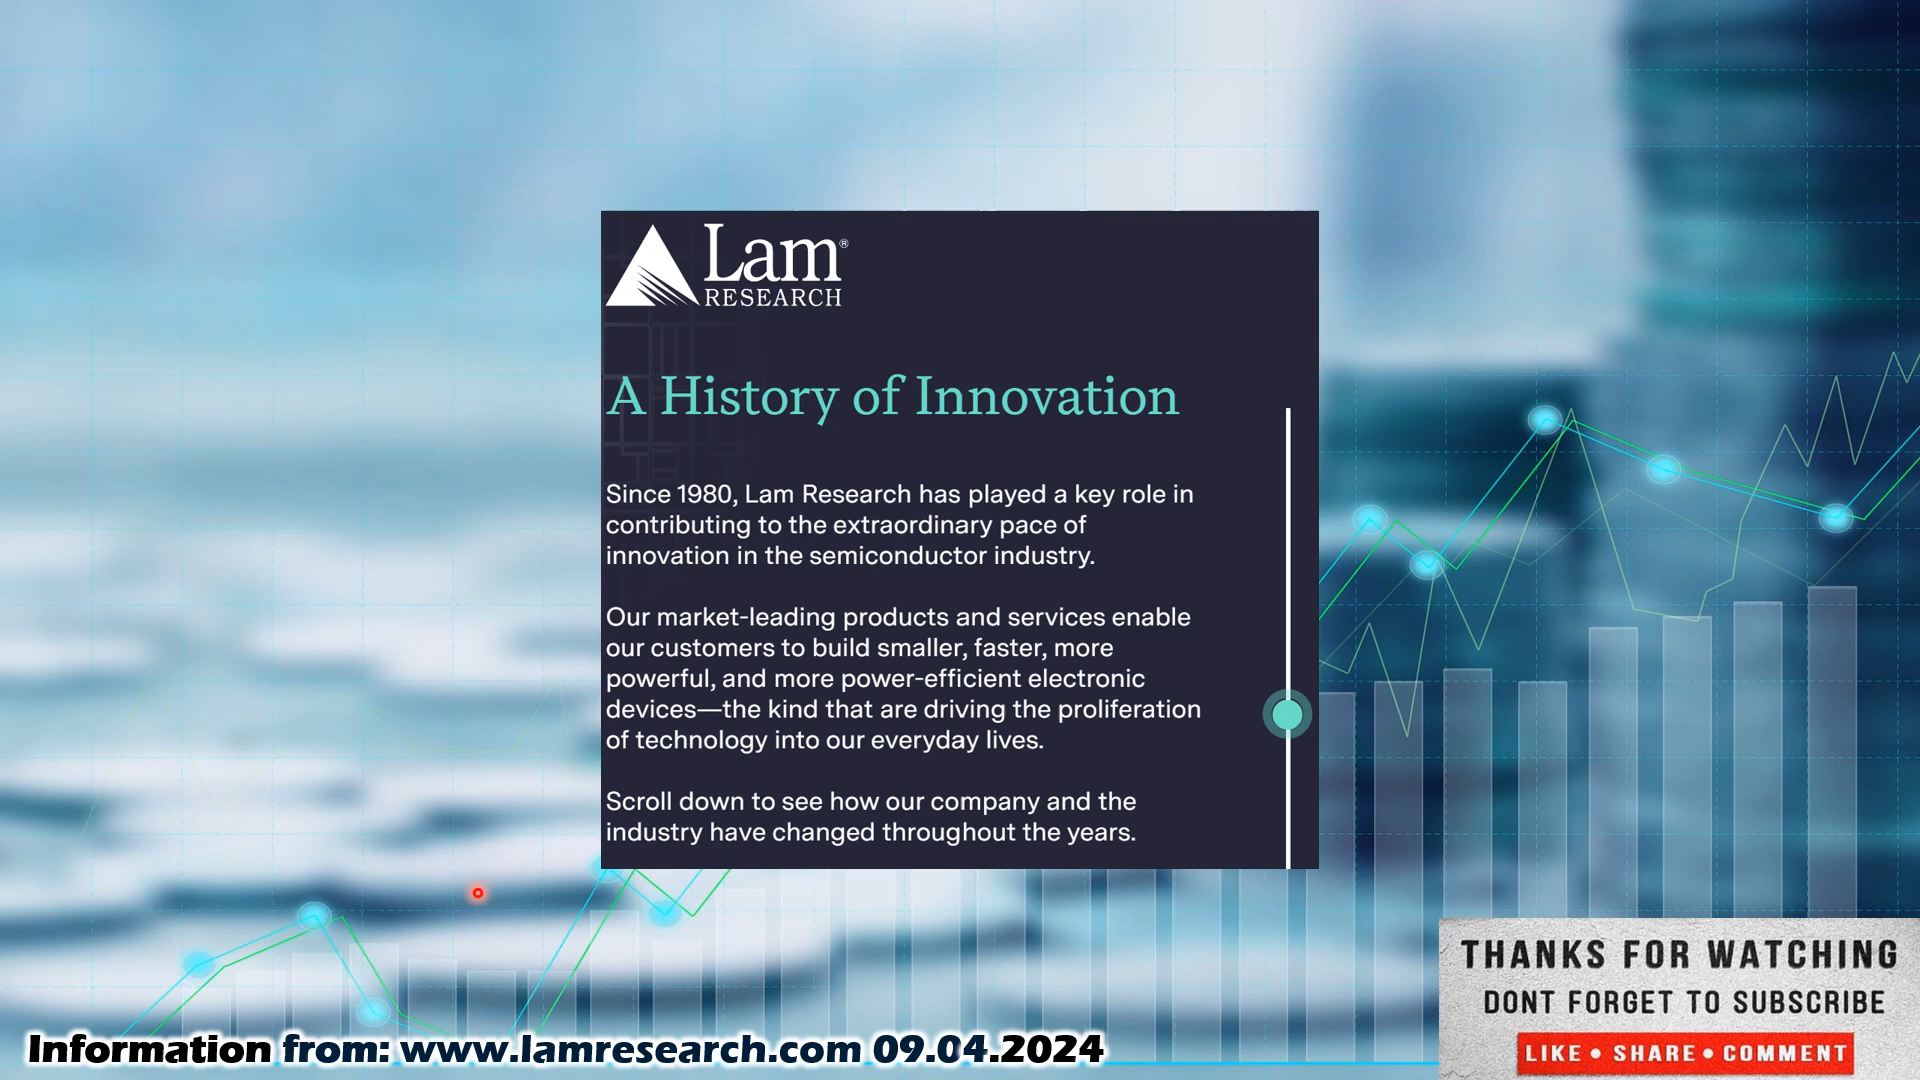 Lam®
RESEARCH
A History of Innovation
Since 1980, Lam Research has played a key role in
contributing to the extraordinary pace of
innovation in the semiconductor industry.
Our market-leading products and services enable
our customers to build smaller, faster, more
powerful, and more power-efficient electronic
devices—the kind that are driving the proliferation
of technology into our everyday lives.
Scroll down to see how our company and the
industry have changed throughout the years.
THANKS FOR WATCHING
DONT FORGET TO SUBSCRIBE
LIKE • SHARE • COMMENT
Information from: www.lamresearch.com 09.04.2024